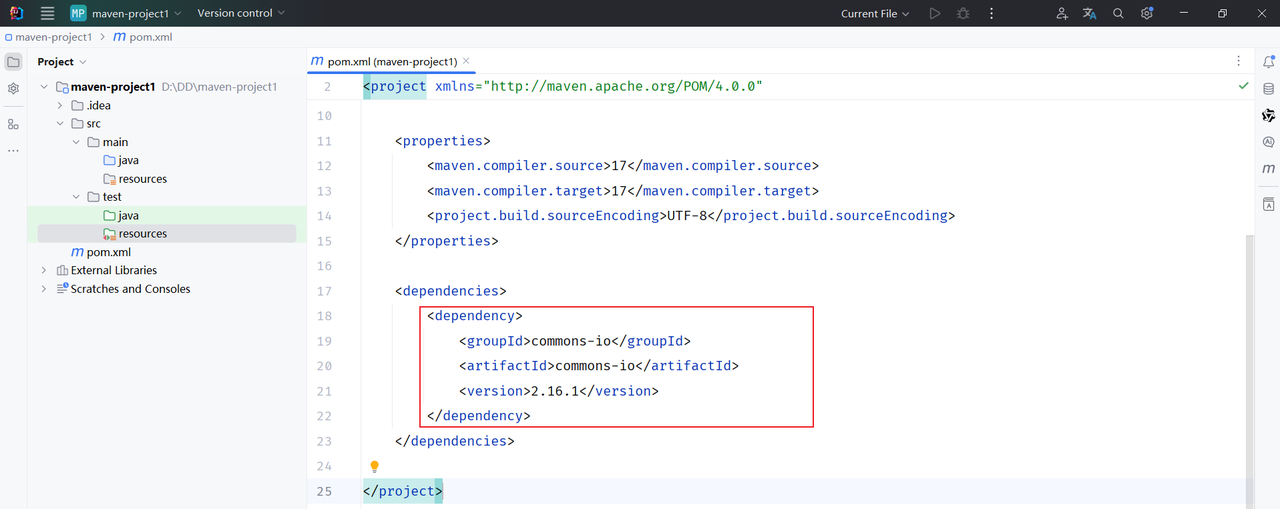 MP maven-project1 Version control Current File
maven-project1 > m pom.xml
Project
m pom.xml (maven-project1)
maven-project1 D:\DD\maven-project1
.idea
src
main
java
resources
test
java
resources
m pom.xml
External Libraries
Scratches and Consoles
2 <project xmlns="http://maven.apache.org/POM/4.0.0"
10
11 <properties>
12 <maven.compiler.source>17</maven.compiler.source>
13 <maven.compiler.target>17</maven.compiler.target>
14 <project.build.sourceEncoding>UTF-8</project.build.sourceEncoding>
15 </properties>
16
17 <dependencies>
18 <dependency>
19 <groupId>commons-io</groupId>
20 <artifactId>commons-io</artifactId>
21 <version>2.16.1</version>
22 </dependency>
23 </dependencies>
24
25 </project>
AI
m
A